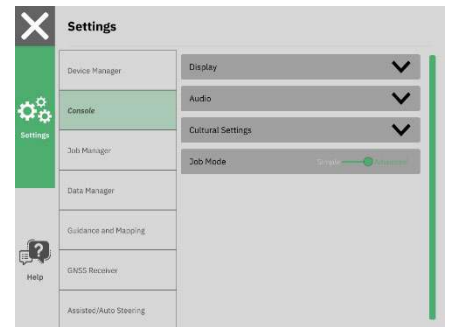 Settings
Device Manager
Console
Job Manager
Data Manager
Guidance and Mapping
GNSS Receiver
Assisted/Auto Steering
Display
Audio
Cultural Settings
Job Mode
Simple Advanced
Settings
Help